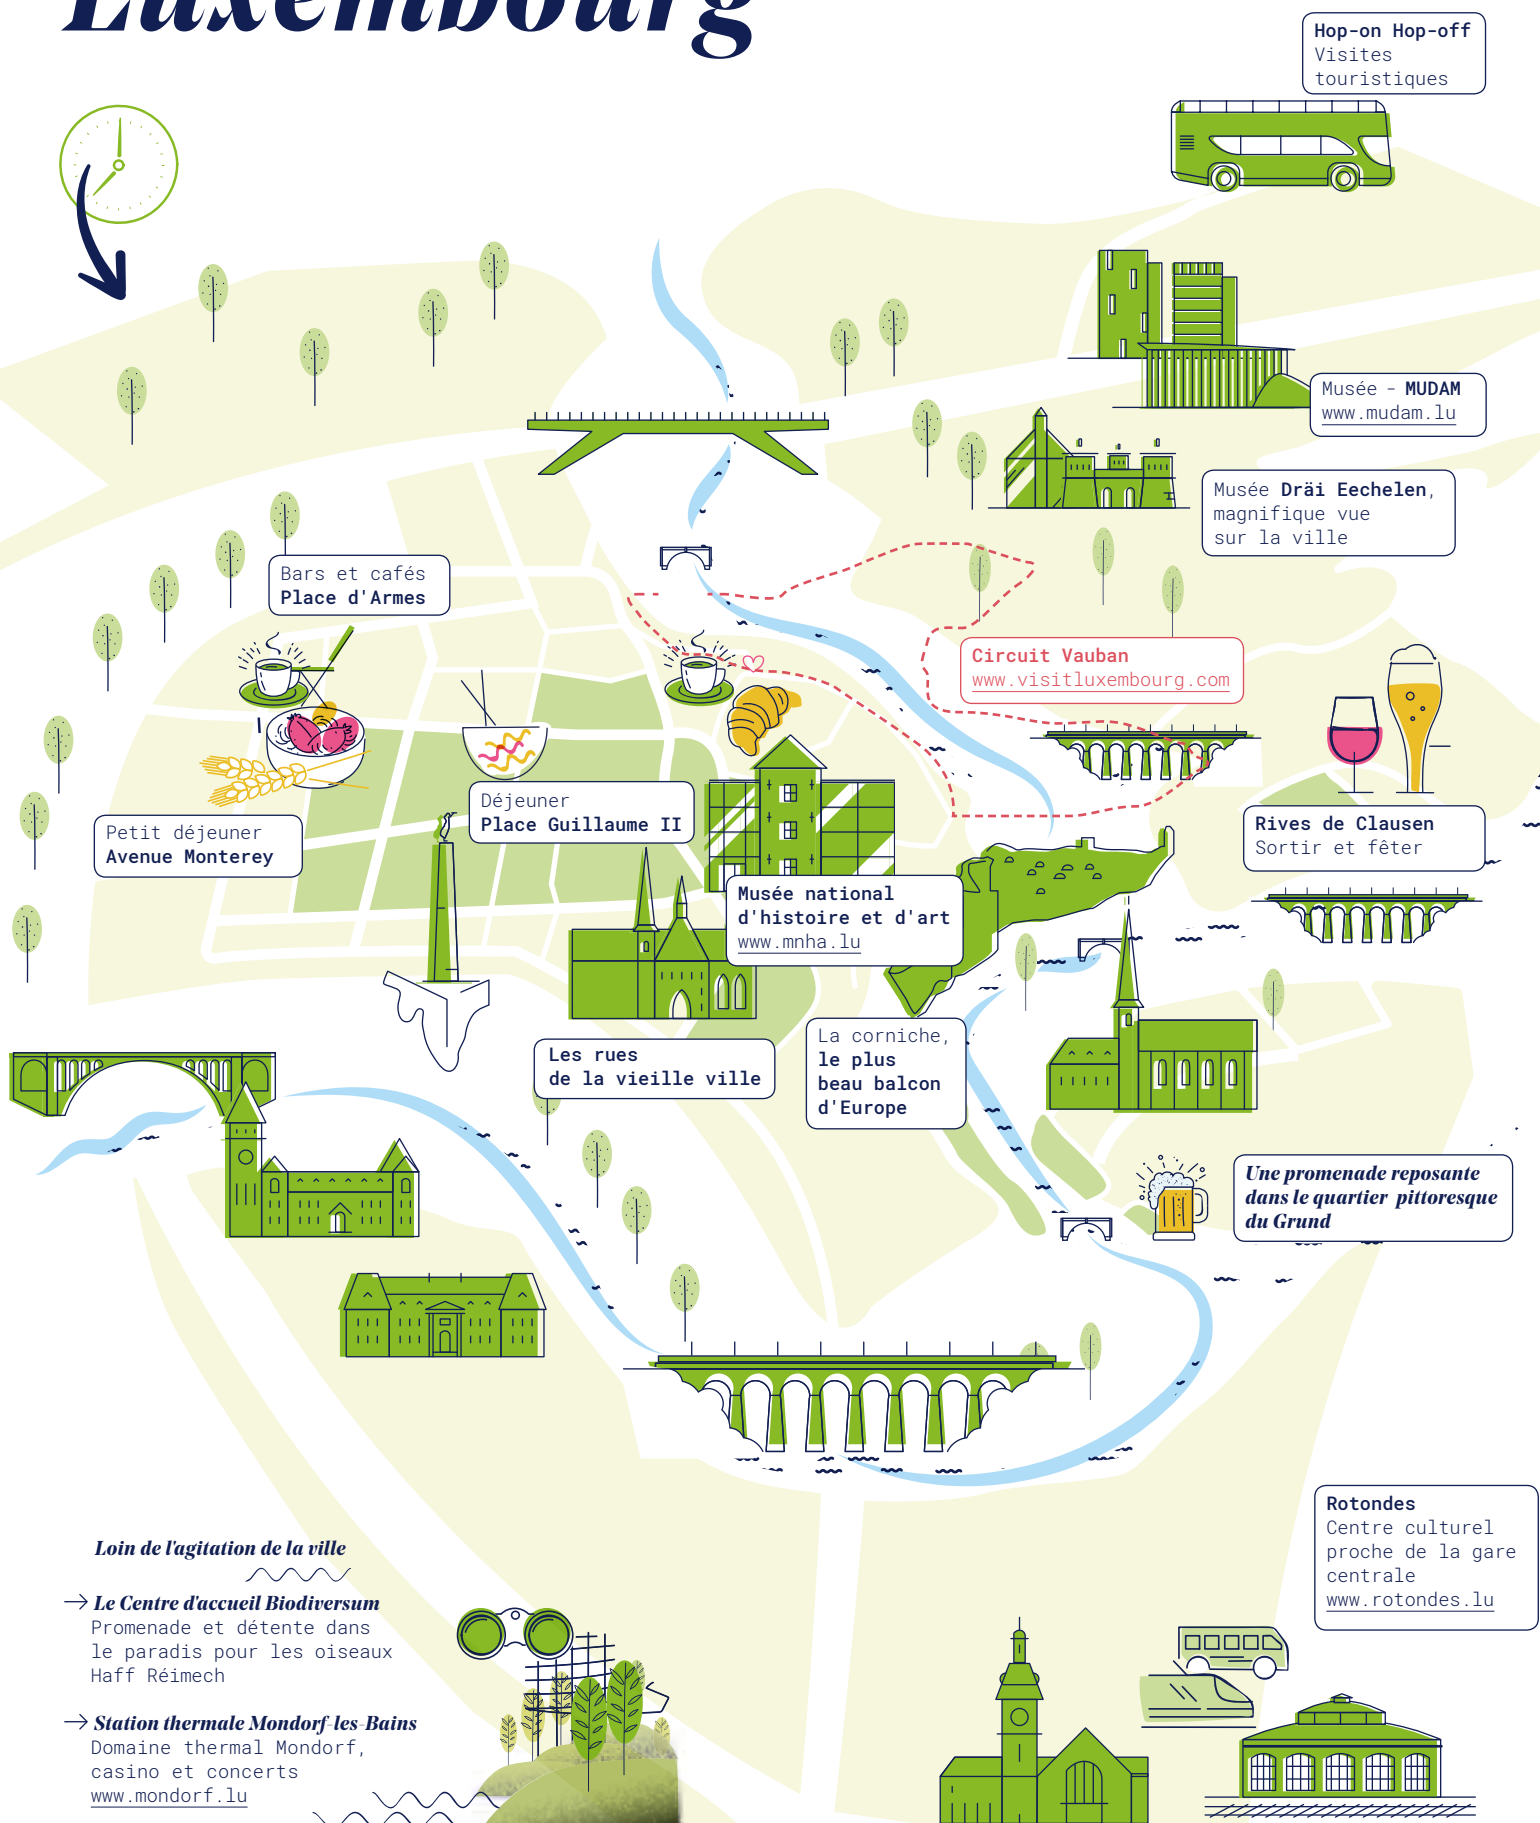 Luxembourg
Hop-on Hop-off
Visites
touristiques
Musée - MUDAM
www.mudam.lu
Musée Dräi Eechelen,
magnifique vue
sur la ville
Bars et cafés
Place d'Armes
Circuit Vauban
www.visitluxembourg.com
Petit déjeuner
Avenue Monterey
Déjeuner
Place Guillaume II
Rives de Clausen
Sortir et fêter
Musée national
d'histoire et d'art
www.mnha.lu
Les rues
de la vieille ville
La corniche,
le plus
beau balcon
d'Europe
Une promenade reposante
dans le quartier pittoresque
du Grund
Rotondes
Centre culturel
proche de la gare
centrale
www.rotondes.lu
Loin de l'agitation de la ville
Le Centre d'accueil Biodiversum
Promenade et détente dans
le paradis pour les oiseaux
Haff Réimech
Station thermale Mondorf-les-Bains
Domaine thermal Mondorf,
casino et concerts
www.mondorf.lu